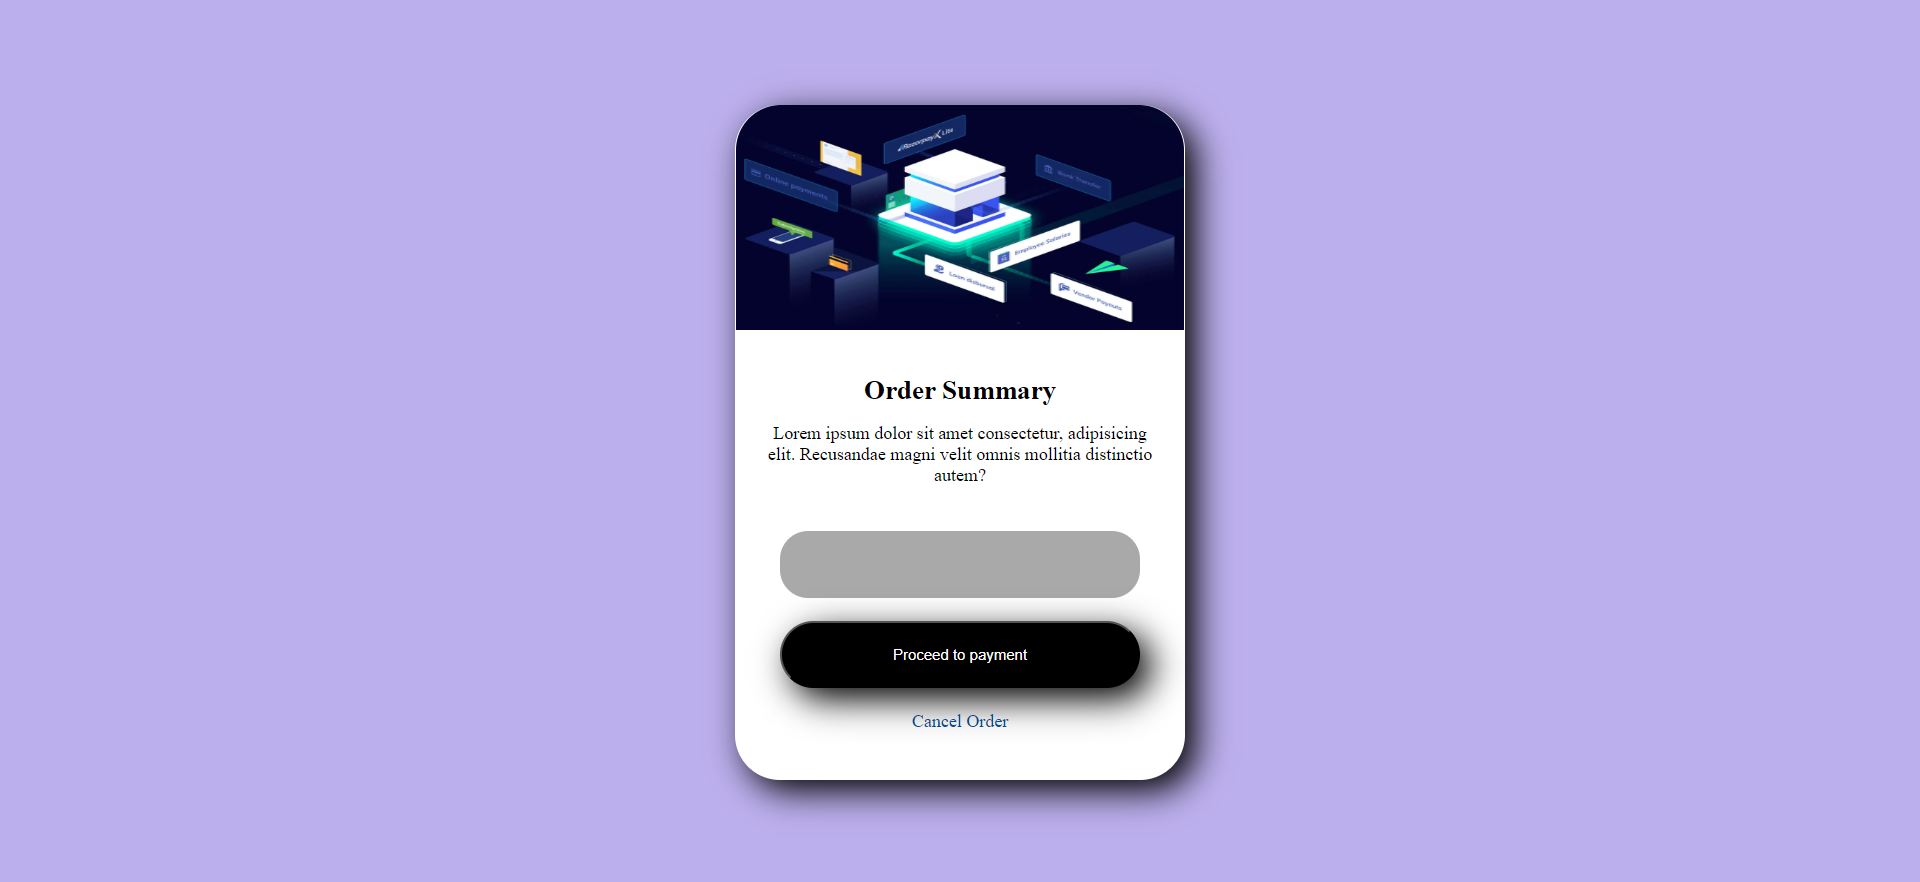 RazorpayX Lite
Online payments
Bank Transfer
Employee Salaries
Loan disbursal
Vendor Payouts
Order Summary
Lorem ipsum dolor sit amet consectetur, adipisicing
elit. Recusandae magni velit omnis mollitia distinctio
autem?
Proceed to payment
Cancel Order